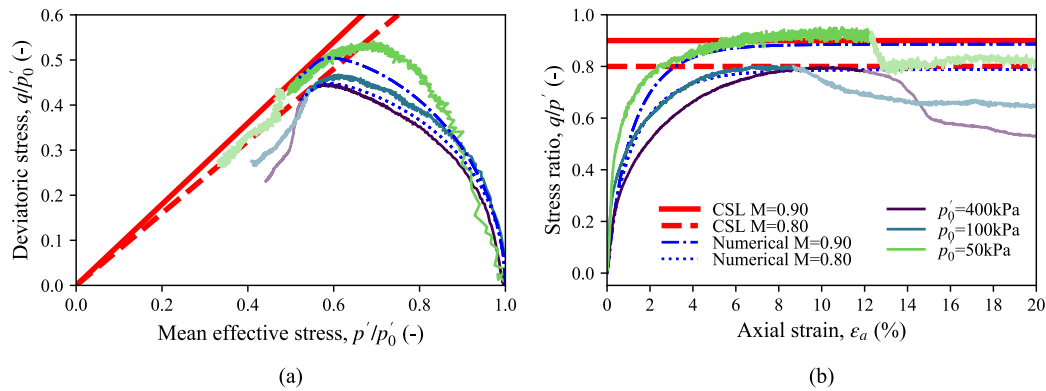 0.6
0.5
0.4
0.3
0.2
0.1
0.0
0.0 0.2 0.4 0.6 0.8 1.0
Deviatoric stress, q/p′₀ (-)
Mean effective stress, p′/p′₀ (-)
(a)
1.0
0.8
0.6
0.4
0.2
0.0
0 2 4 6 8 10 12 14 16 18 20
Stress ratio, q/p′ (-)
Axial strain, εₐ (%)
CSL M=0.90
CSL M=0.80
Numerical M=0.90
Numerical M=0.80
p′₀=400kPa
p′₀=100kPa
p′₀=50kPa
(b)